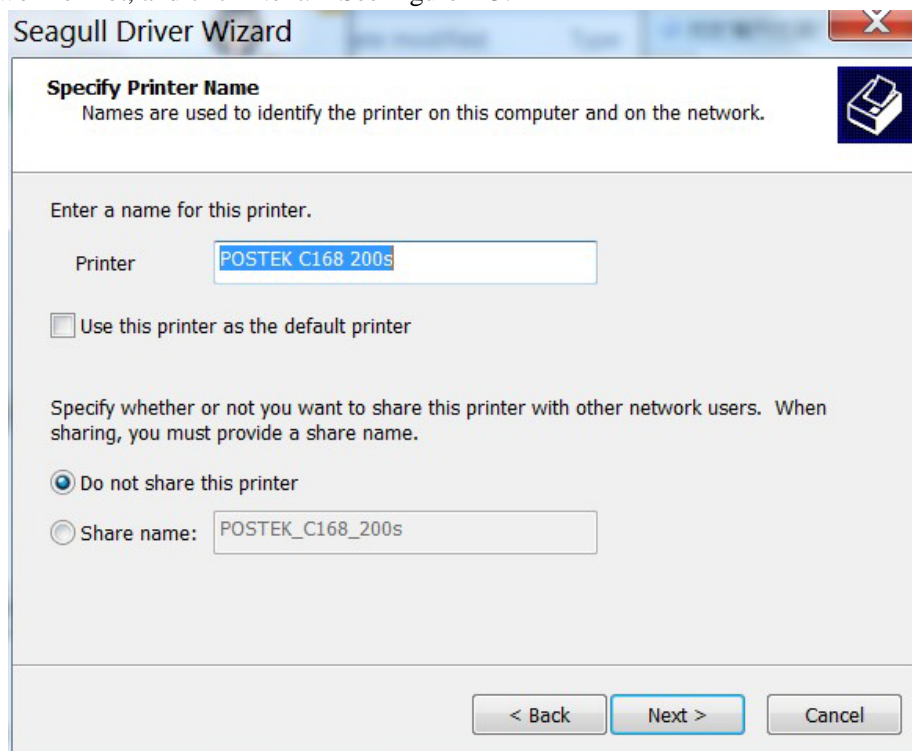 Seagull Driver Wizard
Specify Printer Name
Names are used to identify the printer on this computer and on the network.
Enter a name for this printer.
Printer
POSTEK C168 200s
Use this printer as the default printer
Specify whether or not you want to share this printer with other network users.  When
sharing, you must provide a share name.
Do not share this printer
Share name:
POSTEK_C168_200s
< Back
Next >
Cancel